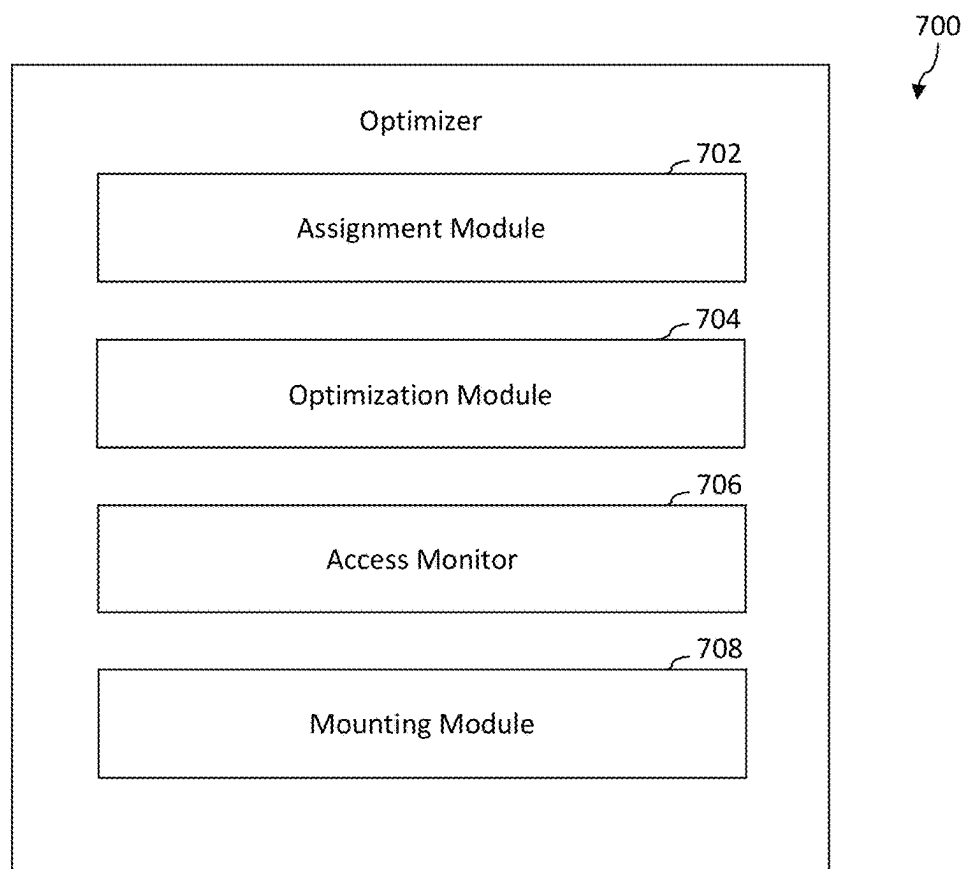 700
Optimizer
702
Assignment Module
704
Optimization Module
706
Access Monitor
708
Mounting Module